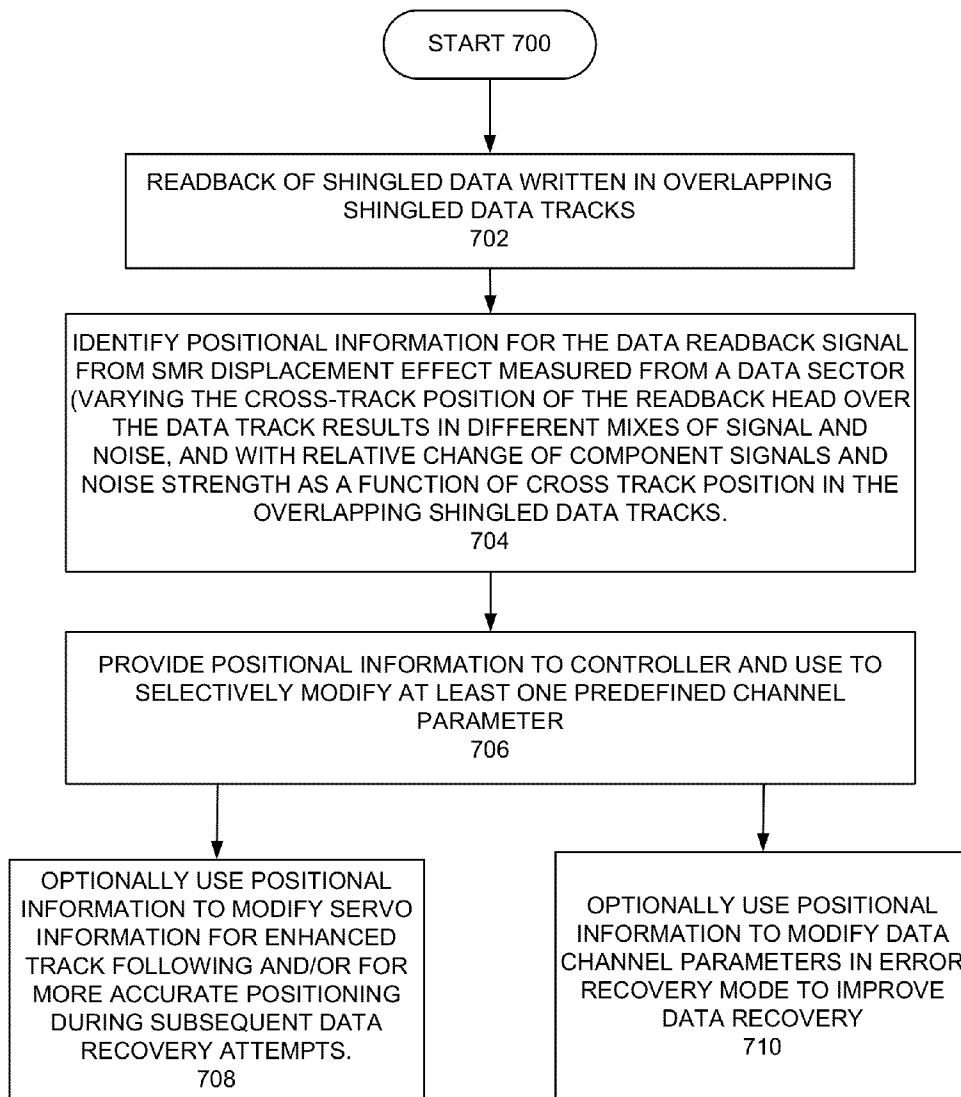 START 700
READBACK OF SHINGLED DATA WRITTEN IN OVERLAPPING
SHINGLED DATA TRACKS
702
IDENTIFY POSITIONAL INFORMATION FOR THE DATA READBACK SIGNAL
FROM SMR DISPLACEMENT EFFECT MEASURED FROM A DATA SECTOR
(VARYING THE CROSS-TRACK POSITION OF THE READBACK HEAD OVER
THE DATA TRACK RESULTS IN DIFFERENT MIXES OF SIGNAL AND
NOISE, AND WITH RELATIVE CHANGE OF COMPONENT SIGNALS AND
NOISE STRENGTH AS A FUNCTION OF CROSS TRACK POSITION IN THE
OVERLAPPING SHINGLED DATA TRACKS.
704
PROVIDE POSITIONAL INFORMATION TO CONTROLLER AND USE TO
SELECTIVELY MODIFY AT LEAST ONE PREDEFINED CHANNEL
PARAMETER
706
OPTIONALLY USE POSITIONAL
INFORMATION TO MODIFY SERVO
INFORMATION FOR ENHANCED
TRACK FOLLOWING AND/OR FOR
MORE ACCURATE POSITIONING
DURING SUBSEQUENT DATA
RECOVERY ATTEMPTS.
708
OPTIONALLY USE POSITIONAL
INFORMATION TO MODIFY DATA
CHANNEL PARAMETERS IN ERROR
RECOVERY MODE TO IMPROVE
DATA RECOVERY
710